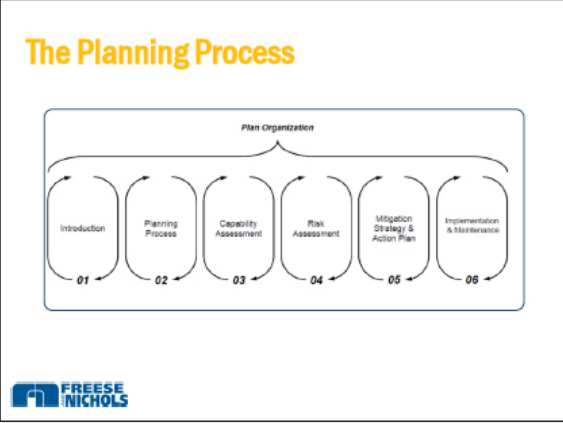 The Planning Process
Plan Organization
Introduction
01
Planning
Process
02
Capability
Assessment
03
Risk
Assessment
04
Mitigation
Strategy &
Action Plan
05
Implementation
& Maintenance
06
FREESE
NICHOLS